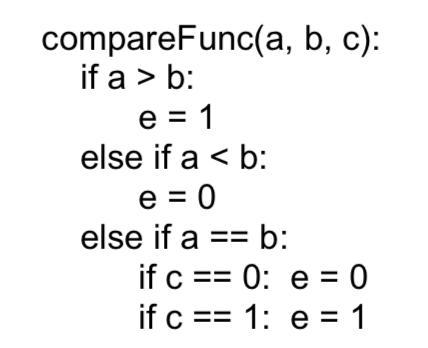 compareFunc(a, b, c):
if a > b:
e = 1
else if a < b:
e = 0
else if a == b:
if c == 0:  e = 0
if c == 1:  e = 1